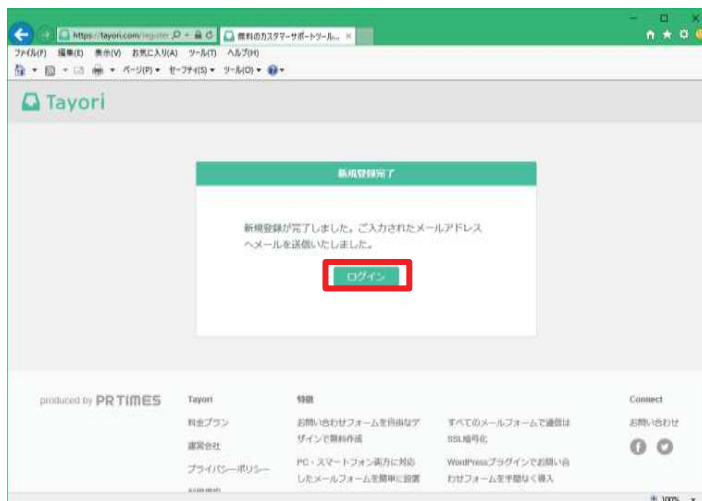 https://tayori.com/register
無料のカスタマーサポートツール...
ファイル(F) 編集(E) 表示(V) お気に入り(A) ツール(T) ヘルプ(H)
ページ(P) セーフティ(S) ツール(O)
Tayori
新規登録完了
新規登録が完了しました。ご入力されたメールアドレス
へメールを送信いたしました。
ログイン
produced by PR TIMES
Tayori
料金プラン
運営会社
プライバシーポリシー
特徴
お問い合わせフォームを自由なデ
ザインで無料作成
PC・スマートフォン両方に対応
したメールフォームを簡単に設置
すべてのメールフォームで通信は
SSL暗号化
WordPressプラグインでお問い合
わせフォームを手間なく導入
Connect
お問い合わせ
100%